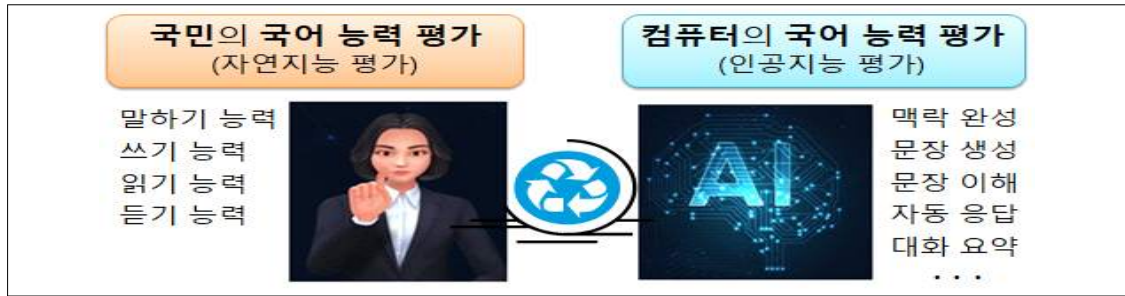 국민의 국어 능력 평가
(자연지능 평가)
말하기 능력
쓰기 능력
읽기 능력
듣기 능력
컴퓨터의 국어 능력 평가
(인공지능 평가)
AI
맥락 완성
문장 생성
문장 이해
자동 응답
대화 요약
· · ·